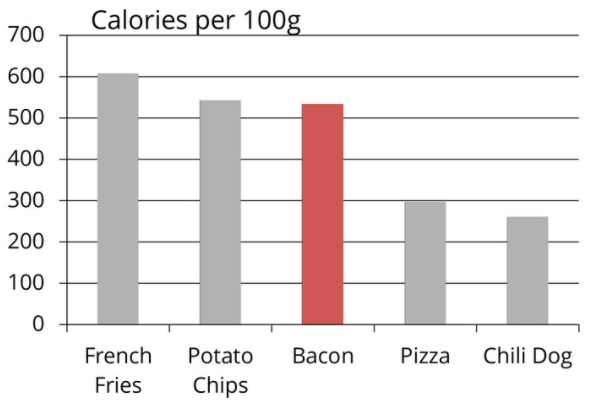 Calories per 100g
700
600
500
400
300
200
100
0
French Fries
Potato Chips
Bacon
Pizza
Chili Dog